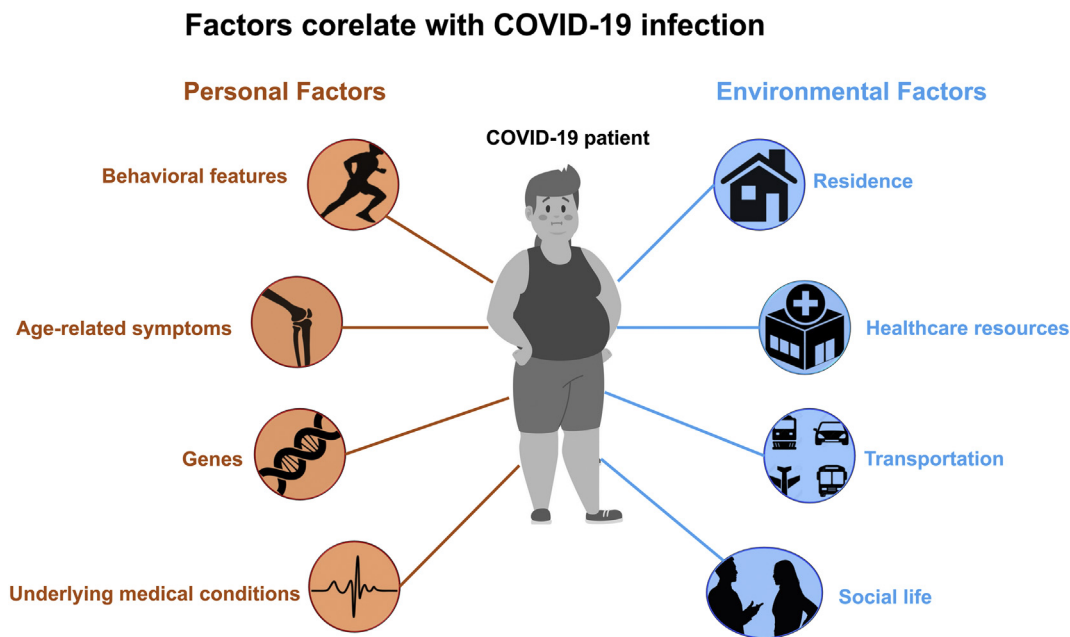 Factors corelate with COVID-19 infection
Personal Factors
Environmental Factors
COVID-19 patient
Behavioral features
Residence
Age-related symptoms
Healthcare resources
Genes
Transportation
Underlying medical conditions
Social life